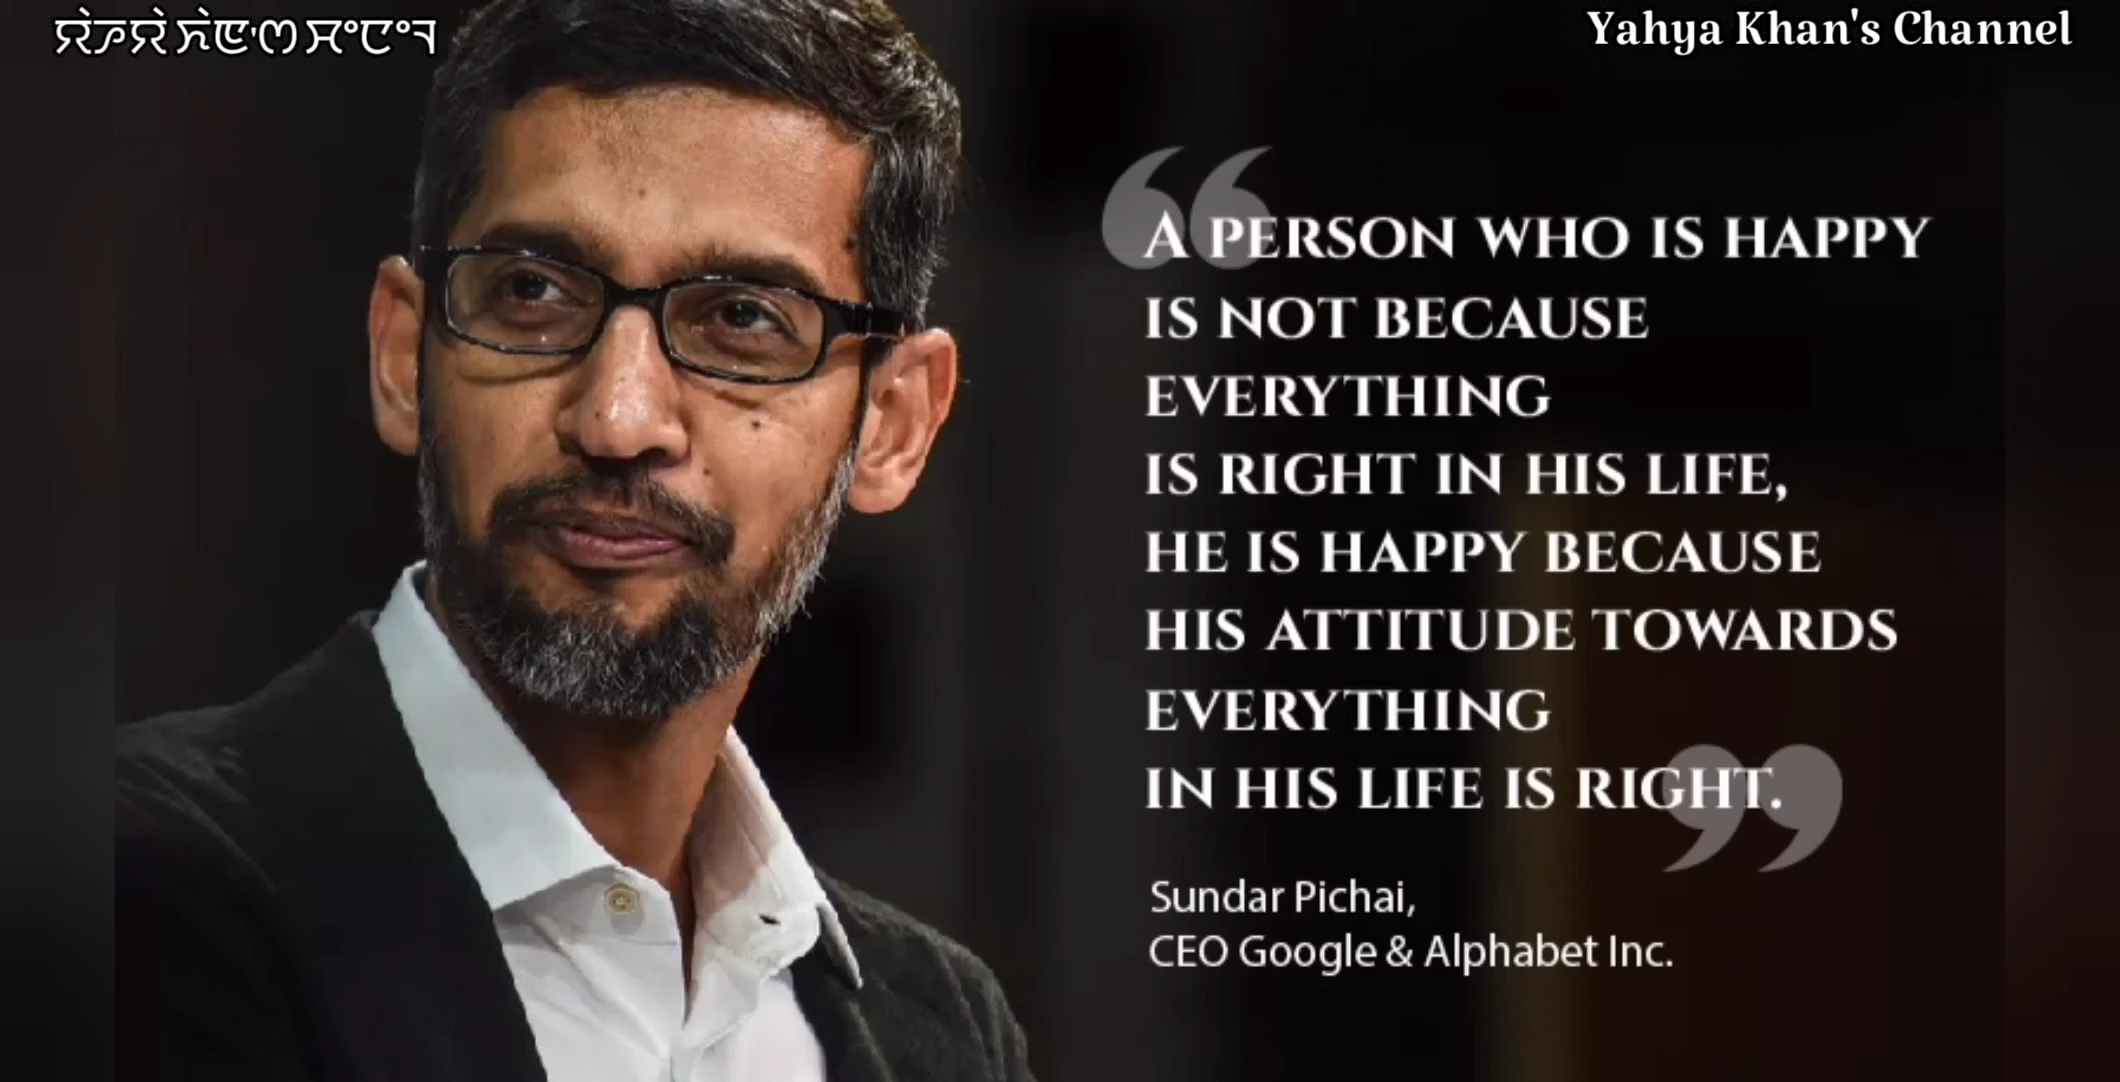 Yahya Khan's Channel
A PERSON WHO IS HAPPY
IS NOT BECAUSE
EVERYTHING
IS RIGHT IN HIS LIFE,
HE IS HAPPY BECAUSE
HIS ATTITUDE TOWARDS
EVERYTHING
IN HIS LIFE IS RIGHT.
Sundar Pichai,
CEO Google & Alphabet Inc.